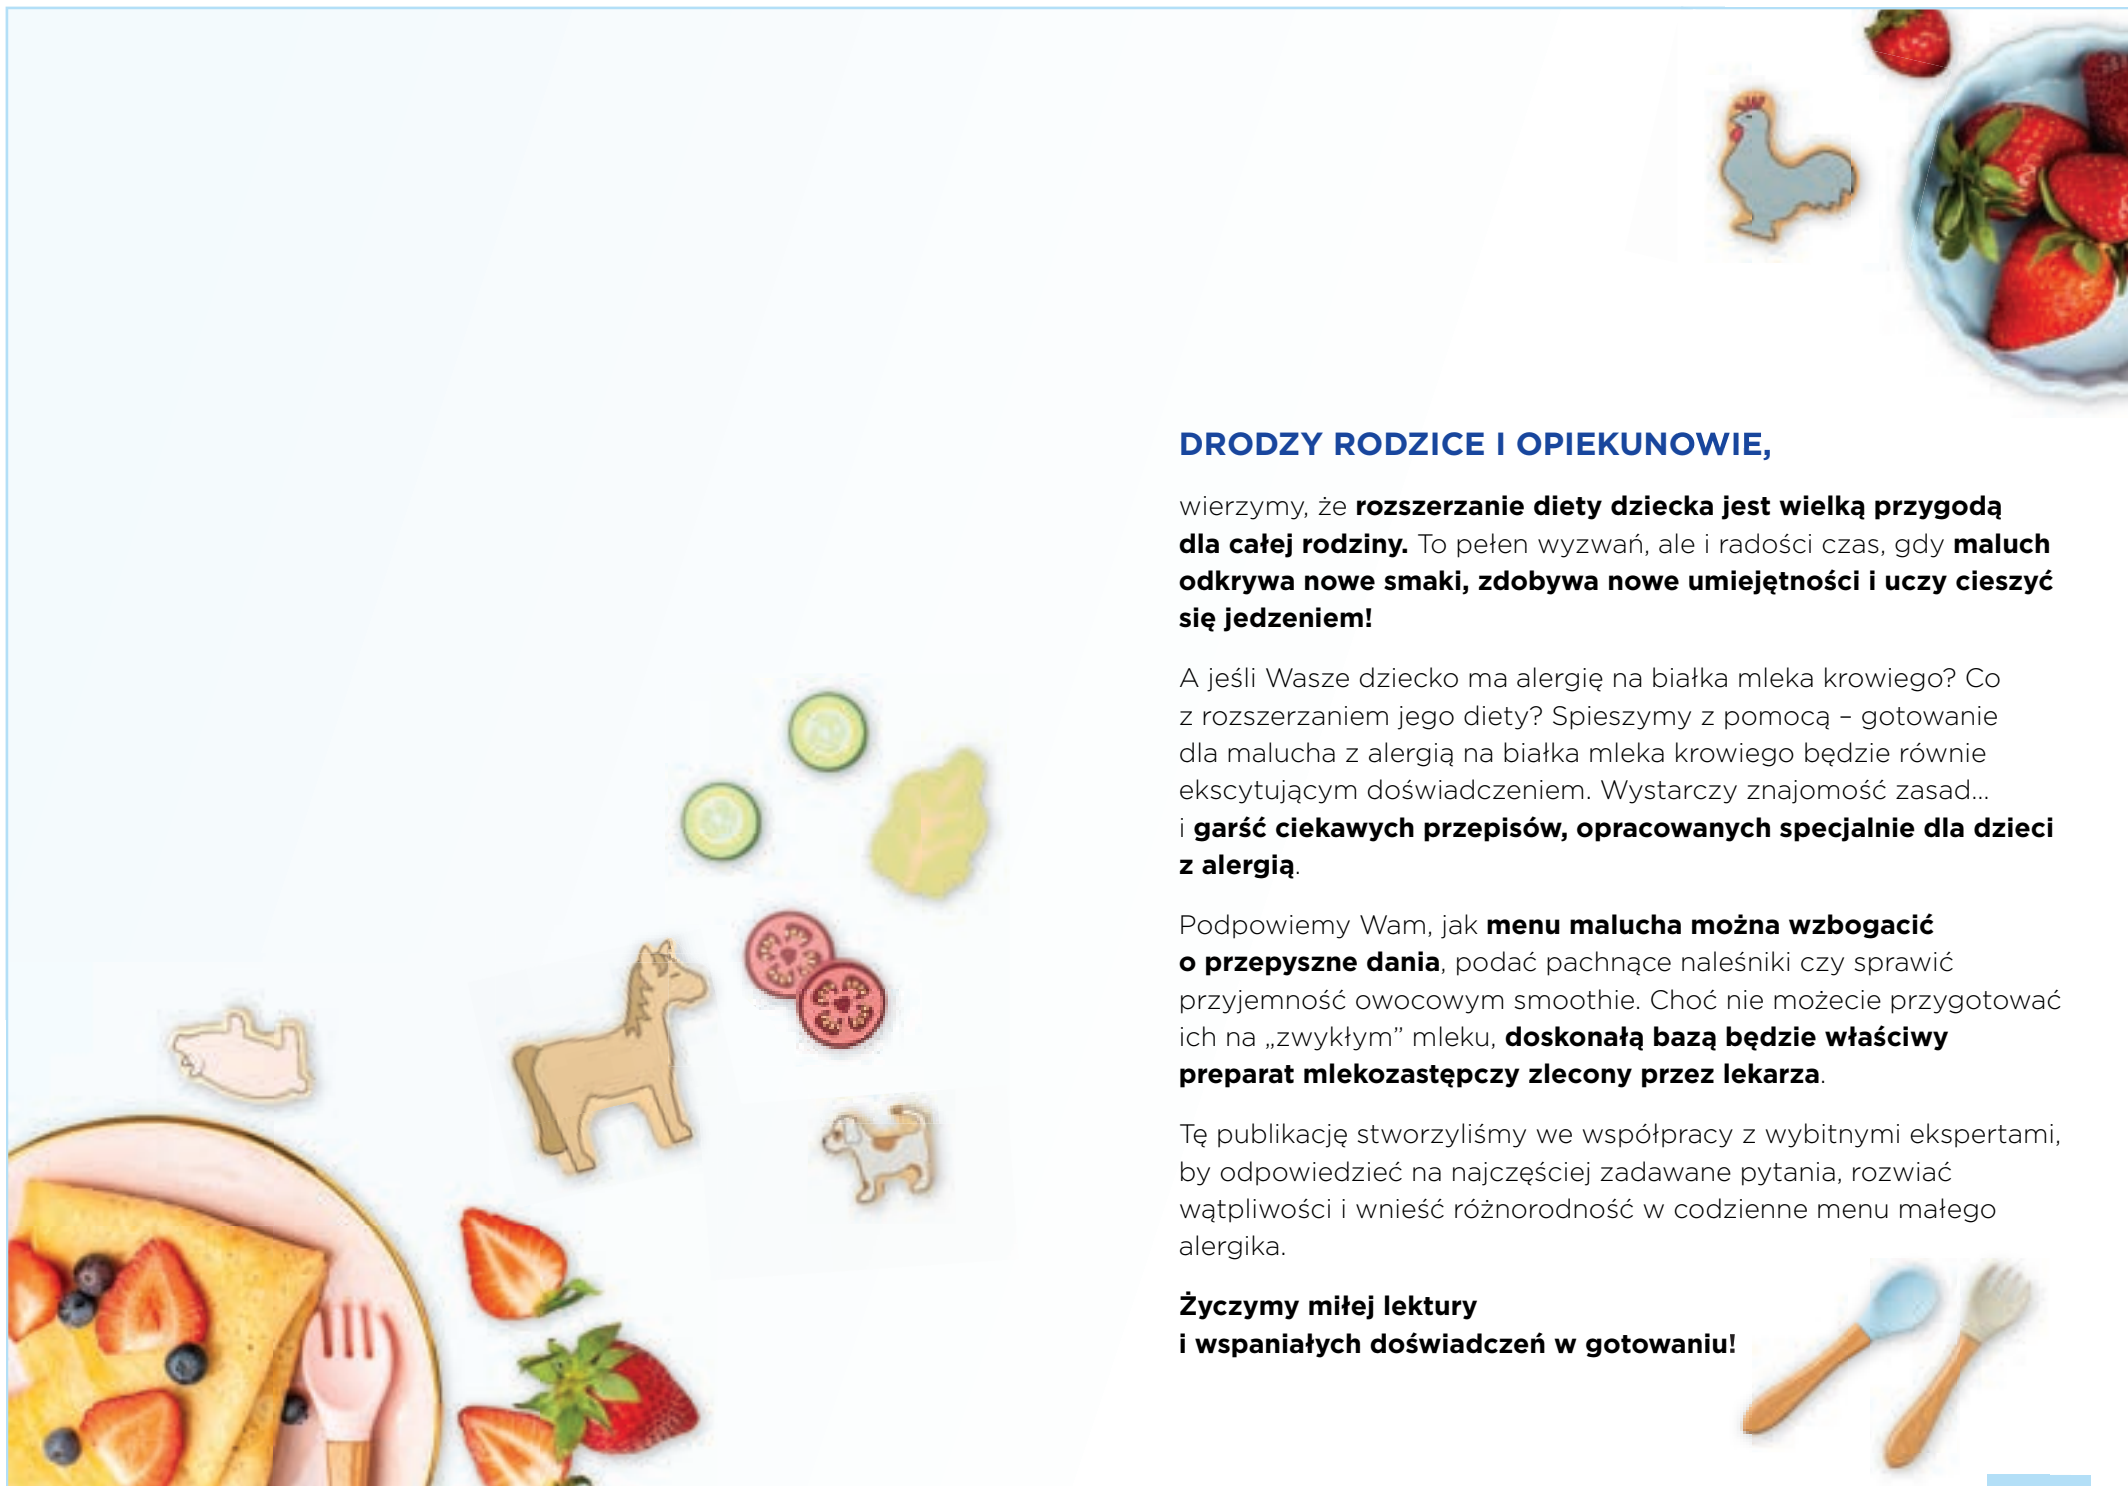 DRODZY RODZICE I OPIEKUNOWIE,
wierzymy, że rozszerzanie diety dziecka jest wielką przygodą
dla całej rodziny. To pełen wyzwań, ale i radości czas, gdy maluch
odkrywa nowe smaki, zdobywa nowe umiejętności i uczy cieszyć
się jedzeniem!
A jeśli Wasze dziecko ma alergię na białka mleka krowiego? Co
z rozszerzaniem jego diety? Spieszymy z pomocą – gotowanie
dla malucha z alergią na białka mleka krowiego będzie równie
ekscytującym doświadczeniem. Wystarczy znajomość zasad...
i garść ciekawych przepisów, opracowanych specjalnie dla dzieci
z alergią.
Podpowiemy Wam, jak menu malucha można wzbogacić
o przepyszne dania, podać pachnące naleśniki czy sprawić
przyjemność owocowym smoothie. Choć nie możecie przygotować
ich na „zwykłym” mleku, doskonałą bazą będzie właściwy
preparat mlekozastępczy zlecony przez lekarza.
Tę publikację stworzyliśmy we współpracy z wybitnymi ekspertami,
by odpowiedzieć na najczęściej zadawane pytania, rozwiać
wątpliwości i wnieść różnorodność w codzienne menu małego
alergika.
Życzymy miłej lektury
i wspaniałych doświadczeń w gotowaniu!